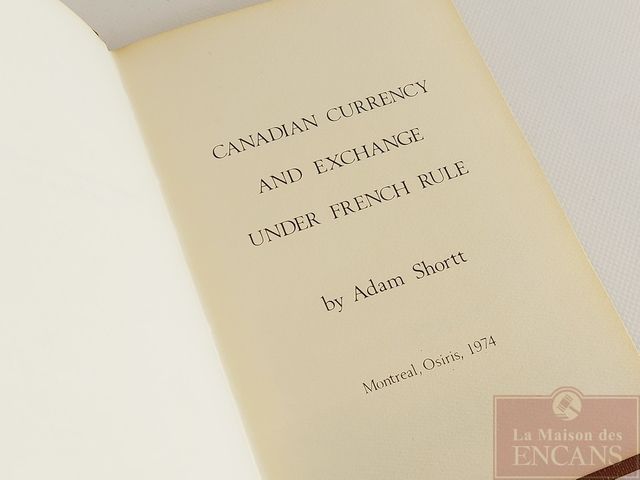 CANADIAN CURRENCY
AND EXCHANGE
UNDER FRENCH RULE
by Adam Shortt
Montreal, Osiris, 1974
La Maison des
ENCANS